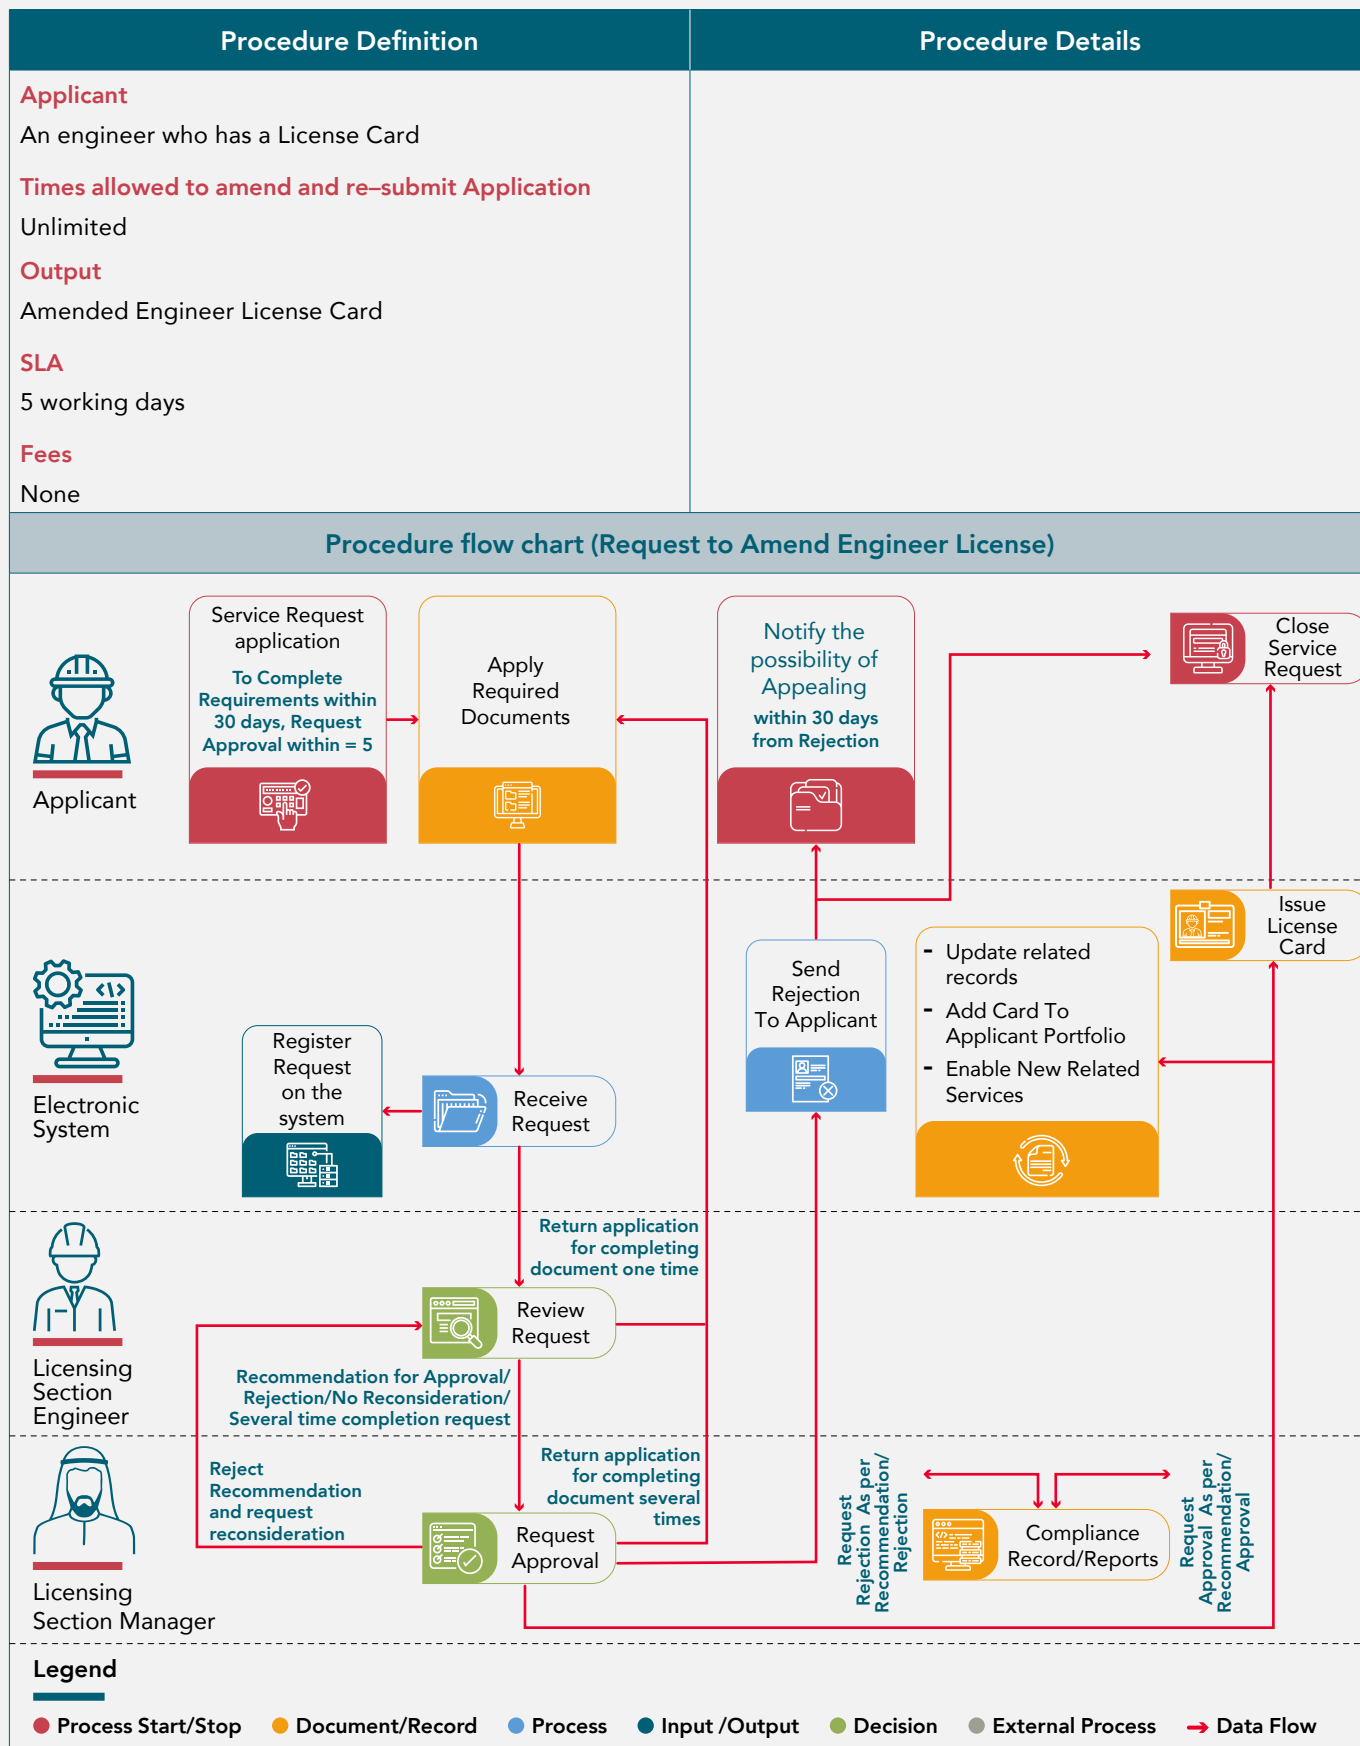 Procedure Definition
Procedure Details
Applicant
An engineer who has a License Card
Times allowed to amend and re–submit Application
Unlimited
Output
Amended Engineer License Card
SLA
5 working days
Fees
None
Procedure flow chart (Request to Amend Engineer License)
Applicant
Service Request
application
To Complete
Requirements within
30 days, Request
Approval within = 5
Apply
Required
Documents
Notify the
possibility of
Appealing
within 30 days
from Rejection
Close
Service
Request
Electronic
System
Register
Request
on the
system
Receive
Request
Send
Rejection
To Applicant
- Update related
records
- Add Card To
Applicant Portfolio
- Enable New Related
Services
Issue
License
Card
Licensing
Section
Engineer
Return application
for completing
document one time
Review
Request
Recommendation for Approval/
Rejection/No Reconsideration/
Several time completion request
Licensing
Section Manager
Reject
Recommendation
and request
reconsideration
Return application
for completing
document several
times
Request
Approval
Request
Rejection As per
Recommendation/
Rejection
Compliance
Record/Reports
Request
Approval As per
Recommendation/
Approval
Legend
Process Start/Stop
Document/Record
Process
Input /Output
Decision
External Process
Data Flow